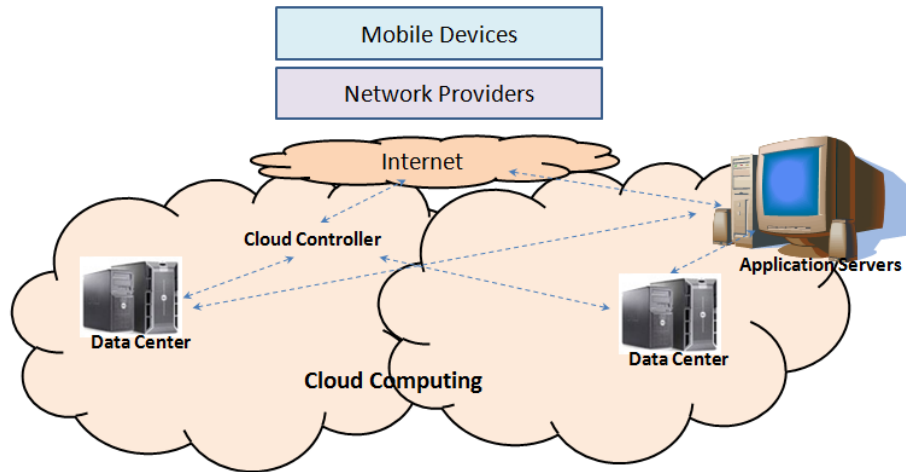 Mobile Devices
Network Providers
Internet
Cloud Controller
Application Servers
Data Center
Data Center
Cloud Computing